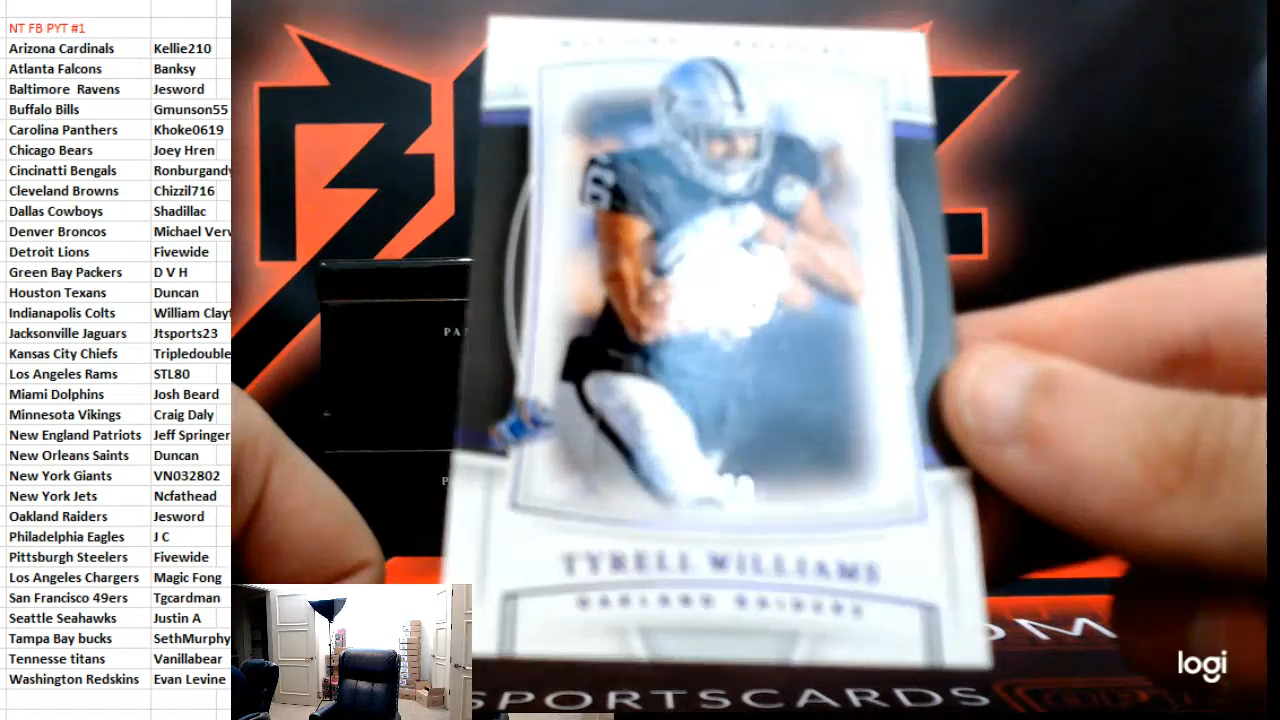 NT FB PYT #1
Arizona Cardinals Kellie210
Atlanta Falcons Banksy
Baltimore Ravens Jesword
Buffalo Bills Gmunson55
Carolina Panthers Khoke0619
Chicago Bears Joey Hren
Cincinatti Bengals Ronburgandy
Cleveland Browns Chizzil716
Dallas Cowboys Shadillac
Denver Broncos Michael Verv
Detroit Lions Fivewide
Green Bay Packers D V H
Houston Texans Duncan
Indianapolis Colts William Clayt
Jacksonville Jaguars Jtsports23
Kansas City Chiefs Tripledouble
Los Angeles Rams STL80
Miami Dolphins Josh Beard
Minnesota Vikings Craig Daly
New England Patriots Jeff Springer
New Orleans Saints Duncan
New York Giants VN032802
New York Jets Ncfathead
Oakland Raiders Jesword
Philadelphia Eagles J C
Pittsburgh Steelers Fivewide
Los Angeles Chargers Magic Fong
San Francisco 49ers Tgcardman
Seattle Seahawks Justin A
Tampa Bay bucks SethMurphy
Tennesse titans Vanillabear
Washington Redskins Evan Levine
PAN
P
TYRELL WILLIAMS
OAKLAND RAIDERS
OM
SPORTSCARDS
logi